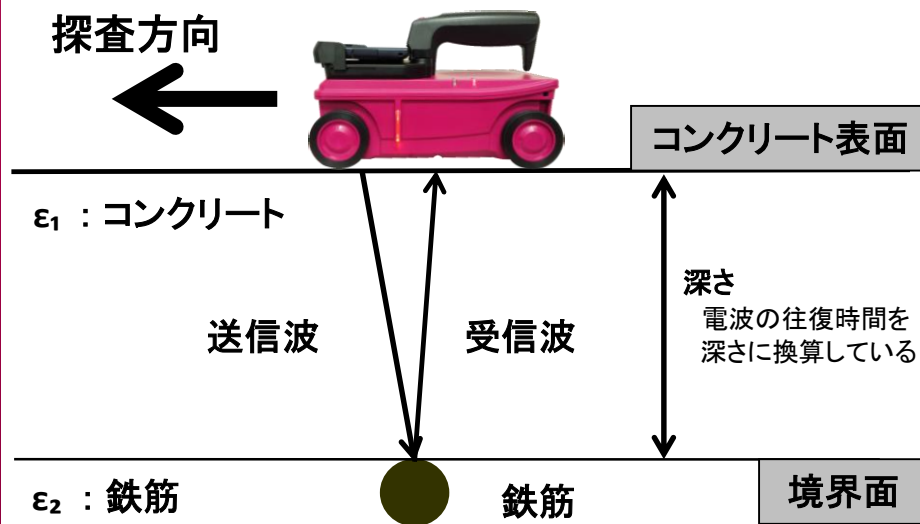 探査方向
コンクリート表面
ε₁ : コンクリート
深さ
電波の往復時間を
深さに換算している
送信波
受信波
ε₂ : 鉄筋
鉄筋
境界面